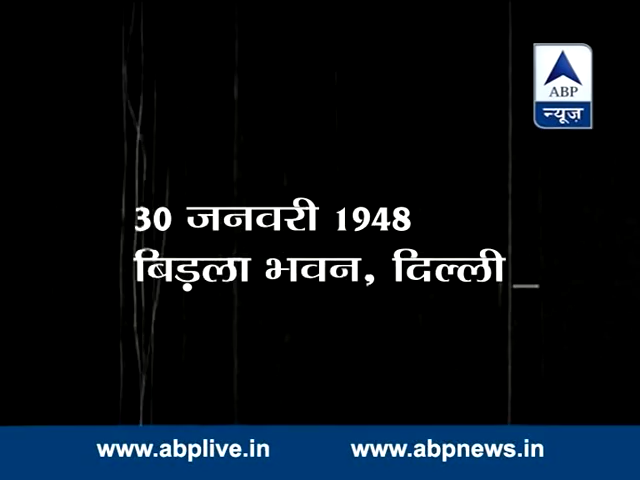 ABP
न्यूज़
30 जनवरी 1948
बिड़ला भवन, दिल्ली_
www.abplive.in www.abpnews.in